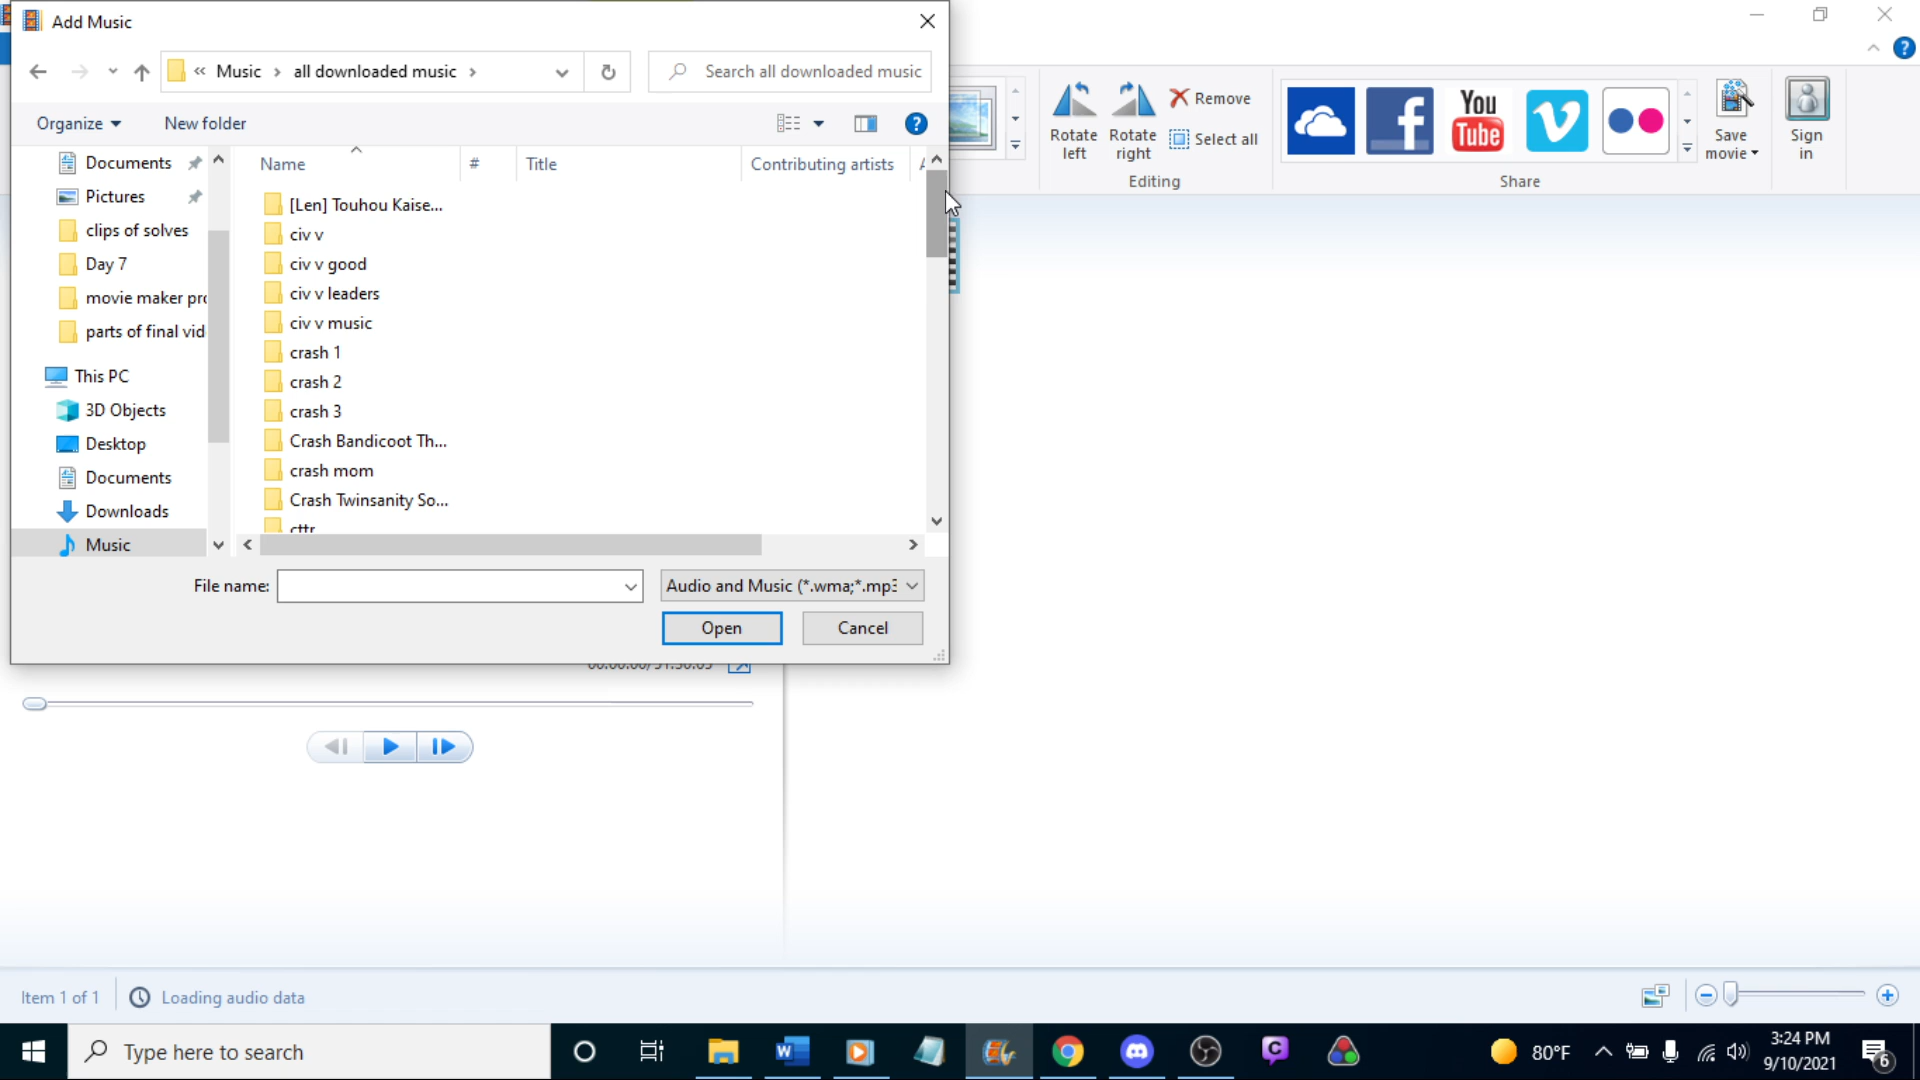 Add Music
« Music › all downloaded music ›
Search all downloaded music
Organize
New folder
Name
#
Title
Contributing artists
Documents
Pictures
clips of solves
Day 7
movie maker pr
parts of final vid
This PC
3D Objects
Desktop
Documents
Downloads
Music
[Len] Touhou Kaise...
civ v
civ v good
civ v leaders
civ v music
crash 1
crash 2
crash 3
Crash Bandicoot Th...
crash mom
Crash Twinsanity So...
cttr
File name:
Audio and Music (*.wma;*.mp3
Open
Cancel
Rotate left
Rotate right
Remove
Select all
Editing
You Tube
Share
Save movie
Sign in
Item 1 of 1
Loading audio data
Type here to search
80°F
3:24 PM
9/10/2021
6